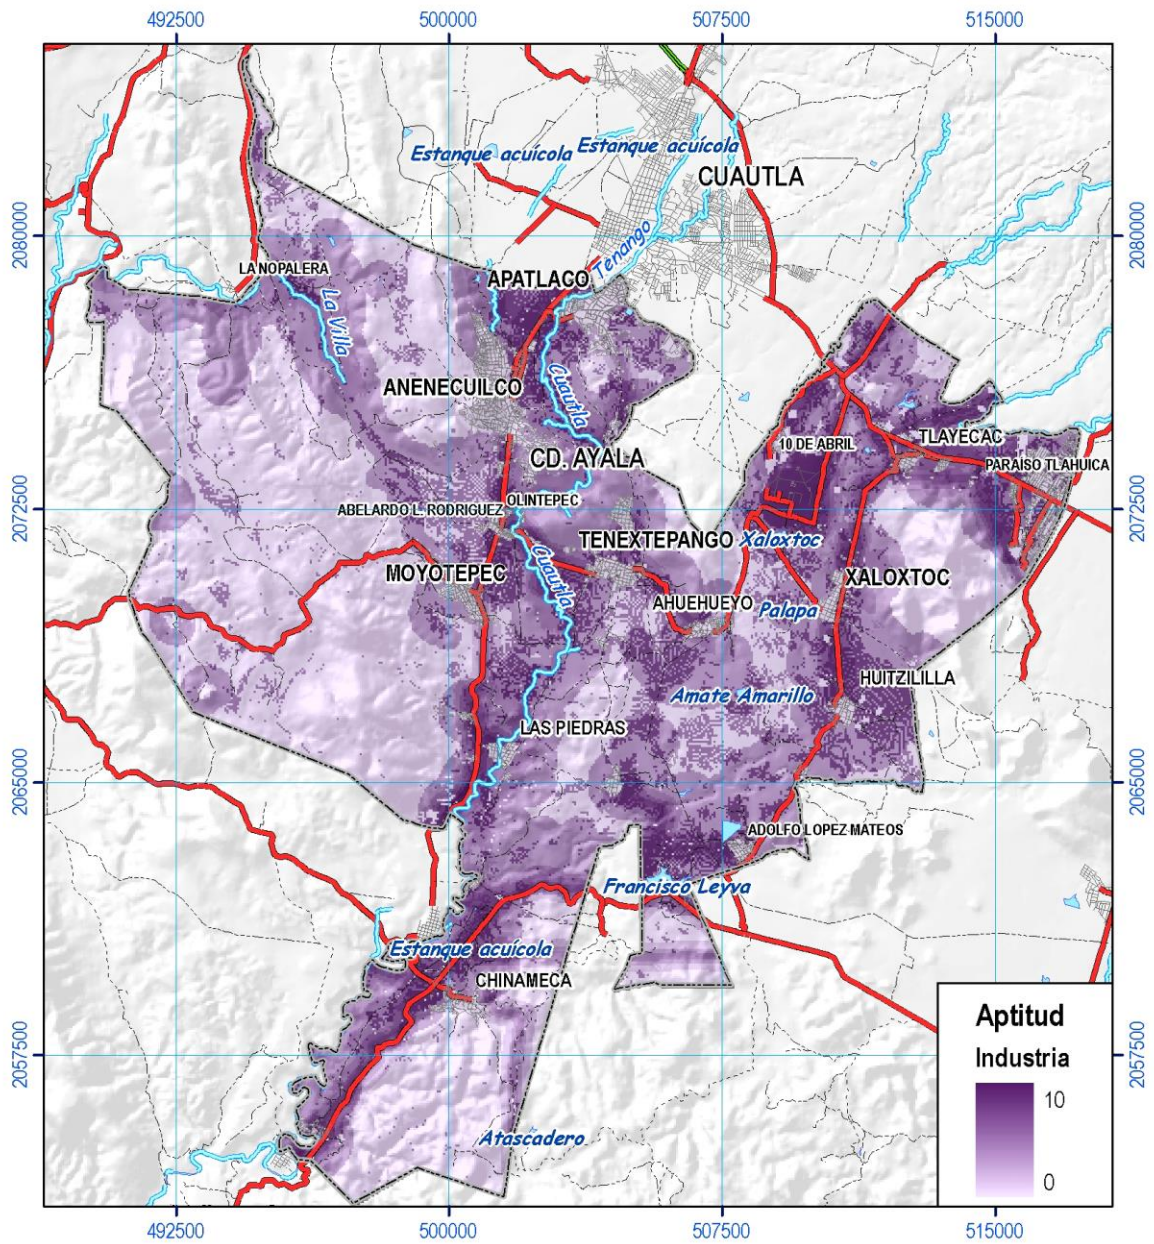 492500
500000
507500
515000
Estanque acuícola
Estanque acuícola
CUAUTLA
2080000
2080000
Tenango
LA NOPALERA
APATLACO
La Villa
ANENECUILCO
Cuautla
10 DE ABRIL
TLAYECAC
CD. AYALA
PARAÍSO TLAHUICA
OLINTEPEC
ABELARDO L. RODRIGUEZ
2072500
2072500
TENEXTEPANGO
Xaloxtoc
Cuautla
MOYOTEPEC
XALOXTOC
AHUEHUEYO
Palapa
HUITZILILLA
Amate Amarillo
LAS PIEDRAS
2065000
2065000
ADOLFO LOPEZ MATEOS
Francisco Leyva
Estanque acuícola
CHINAMECA
Aptitud
Industria
10
0
2057500
2057500
Atascadero
492500
500000
507500
515000